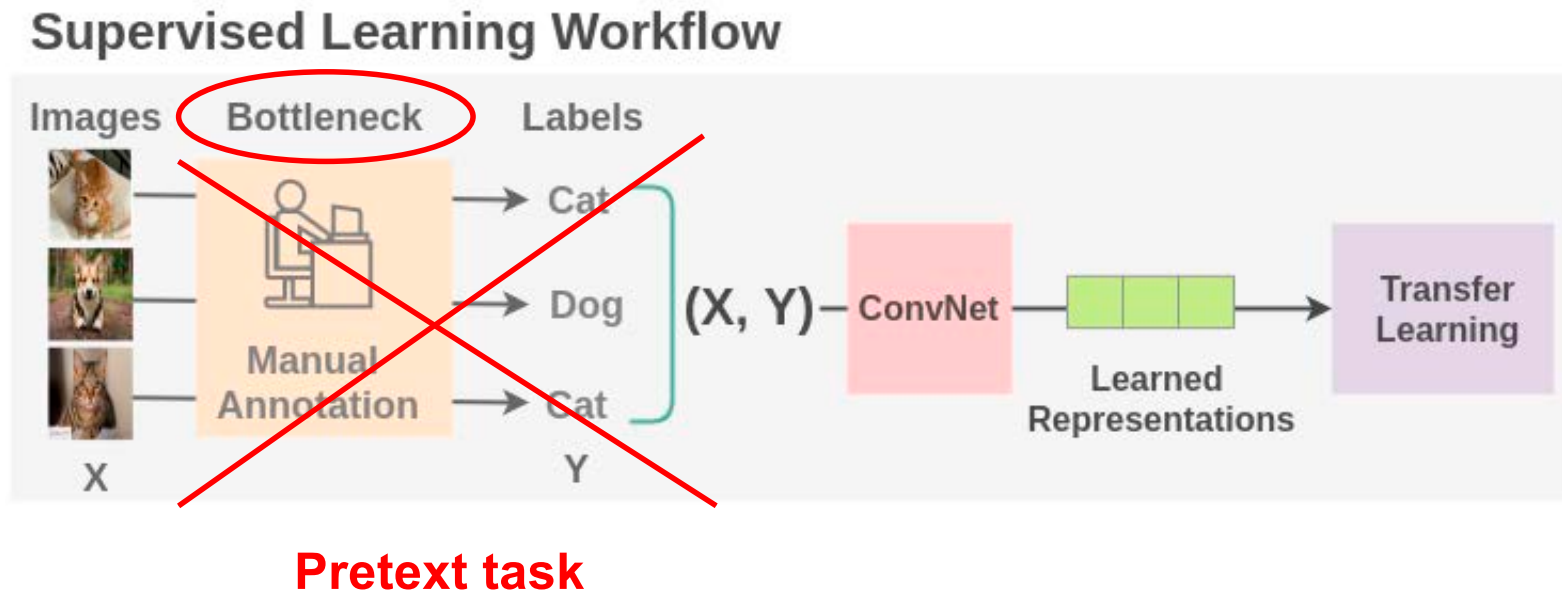 Supervised Learning Workflow
Images
Bottleneck
Labels
Cat
Dog
Cat
Manual
Annotation
X
Y
(X, Y)
ConvNet
Learned
Representations
Transfer
Learning
Pretext task